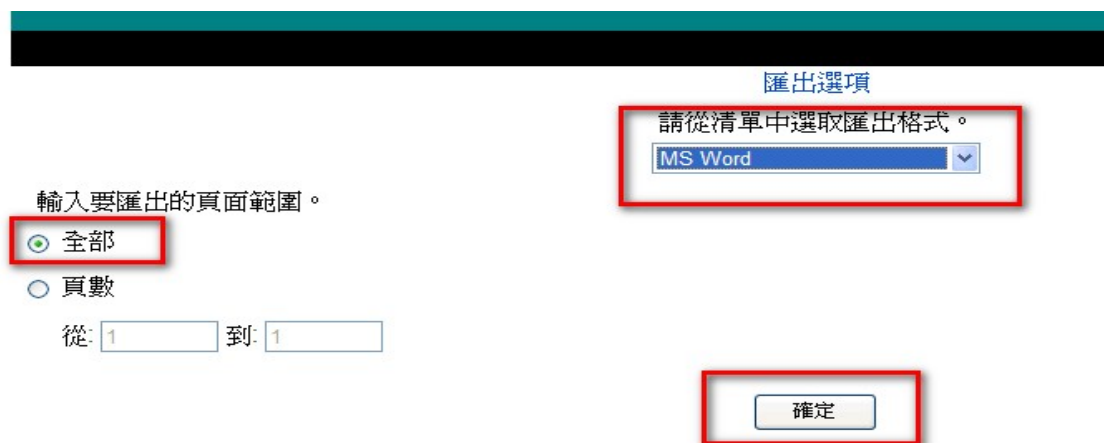 匯出選項
請從清單中選取匯出格式。
MS Word
輸入要匯出的頁面範圍。
全部
頁數
從: 1 到: 1
確定